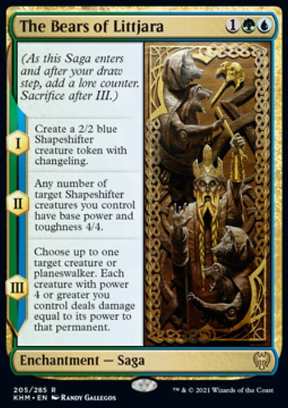 The Bears of Littjara 1
(As this Saga enters
and after your draw
step, add a lore counter.
Sacrifice after III.)
I
Create a 2/2 blue
Shapeshifter
creature token with
changeling.
II
Any number of
target Shapeshifter
creatures you control
have base power and
toughness 4/4.
III
Choose up to one
target creature or
planeswalker. Each
creature with power
4 or greater you
control deals damage
equal to its power to
that permanent.
Enchantment — Saga
205/285 R
KHM • EN RANDY GALLEGOS
™ & © 2021 Wizards of the Coast